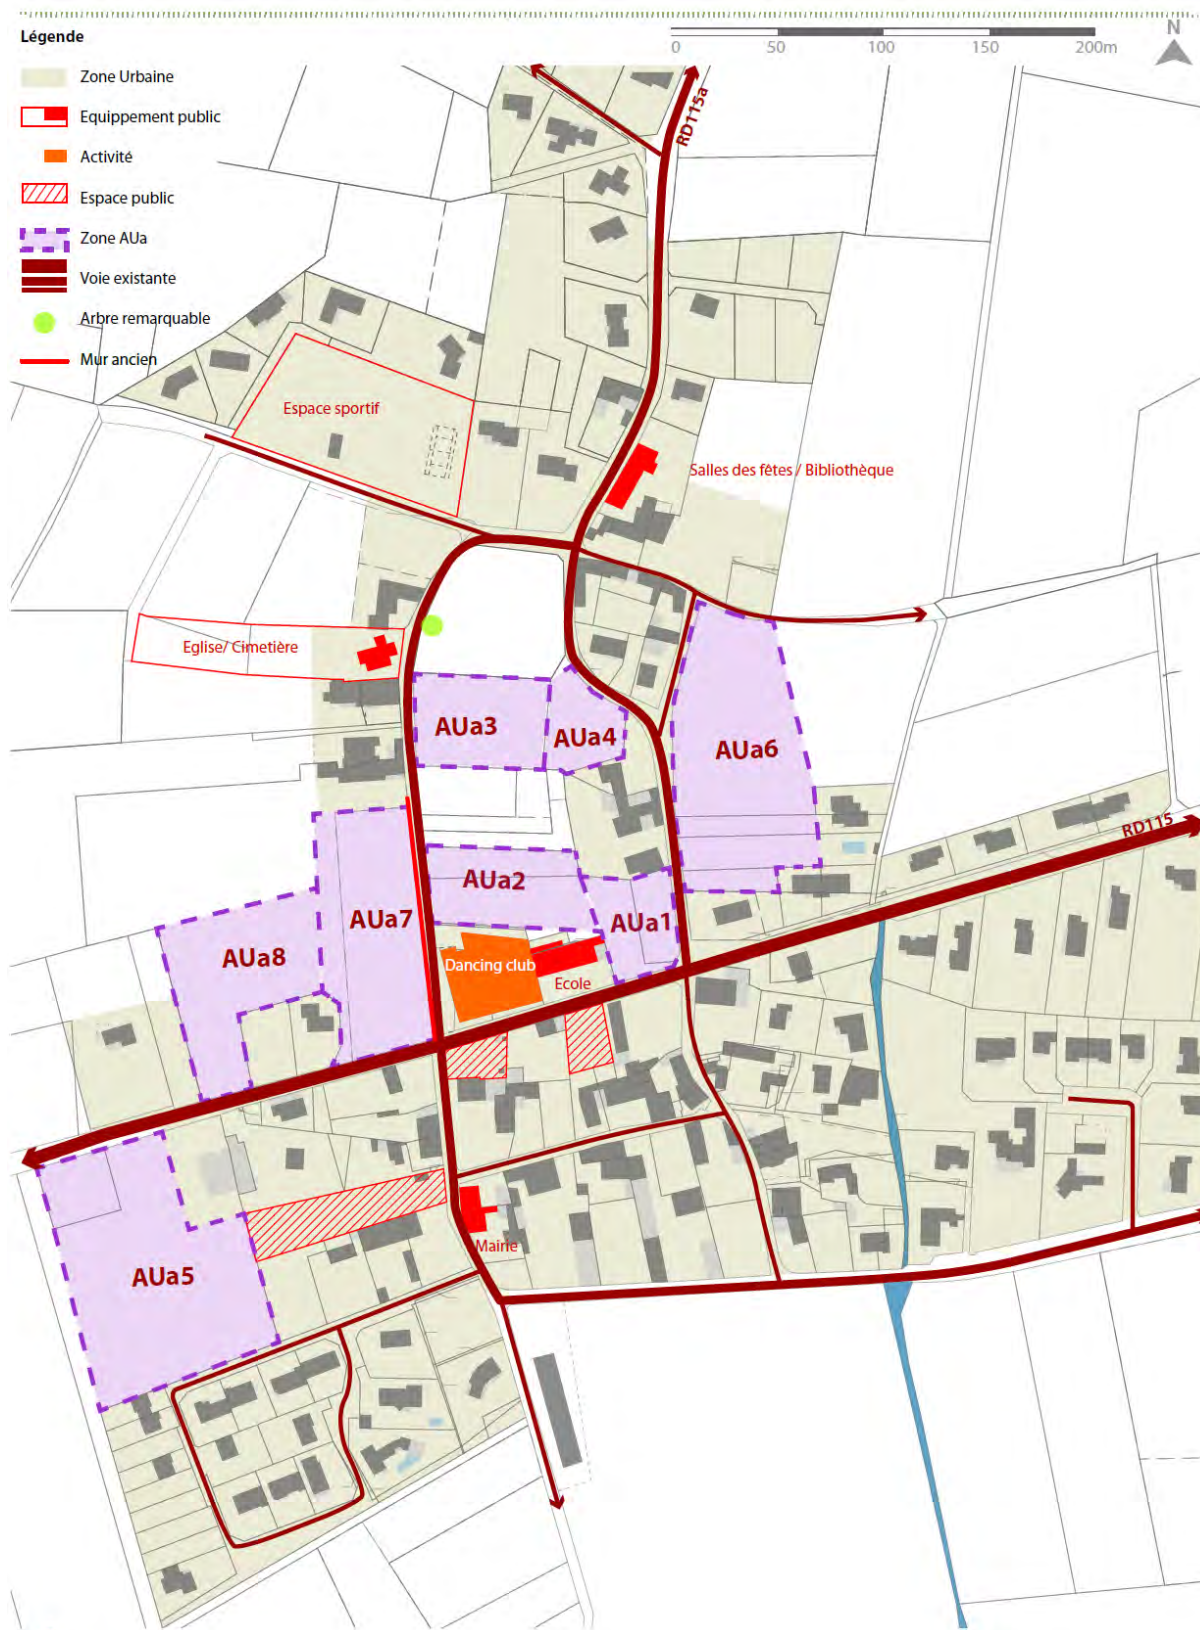 Légende
0 50 100 150 200m
N
Zone Urbaine
Equippement public
Activité
Espace public
Zone AUa
Voie existante
Arbre remarquable
Mur ancien
RD115a
Espace sportif
Salles des fêtes / Bibliothèque
Eglise/ Cimetière
AUa3
AUa4
AUa6
RD115
AUa2
AUa7
AUa1
AUa8
Dancing club
Ecole
Mairie
AUa5